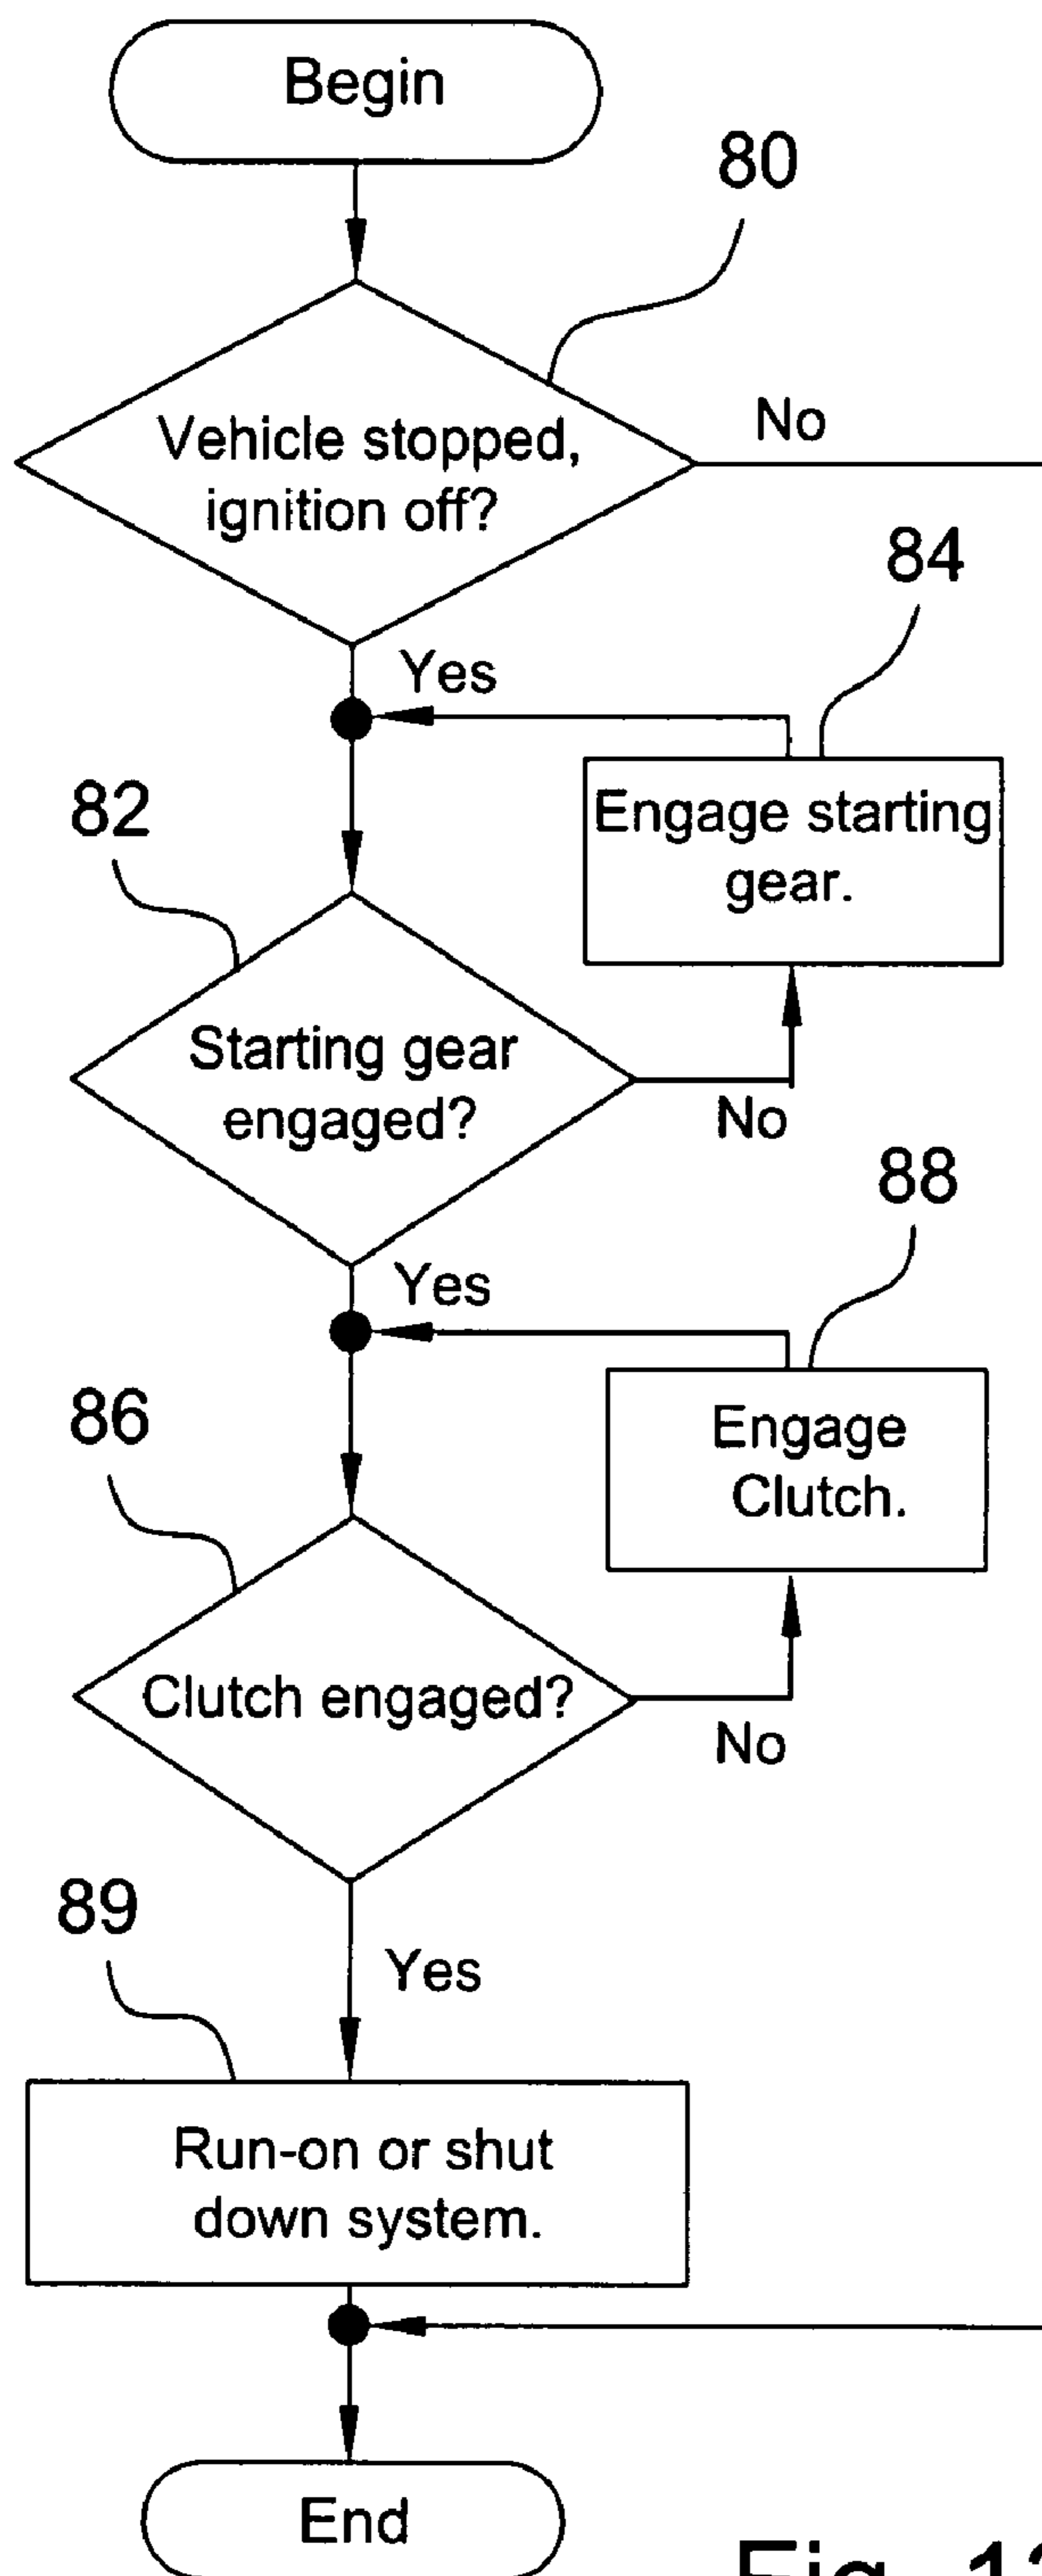 Begin
80
Vehicle stopped,
ignition off?
No
Yes
84
Engage starting
gear.
82
Starting gear
engaged?
No
Yes
88
Engage
Clutch.
86
Clutch engaged?
No
Yes
89
Run-on or shut
down system.
End